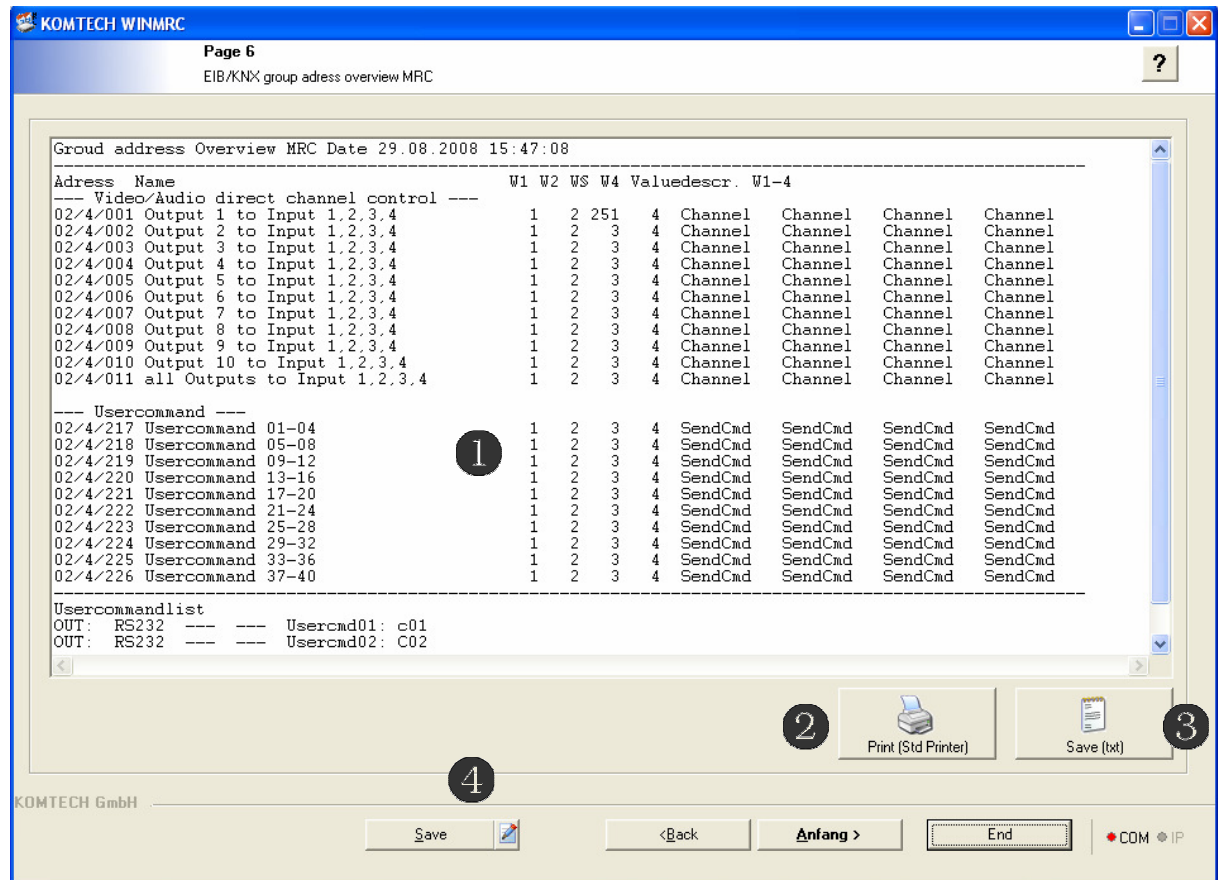 KOMTECH WINMRC
Page 6
EIB/KNX group adress overview MRC
?
Groud address Overview MRC Date 29.08.2008 15:47:08
Adress Name W1 W2 WS W4 Valuedescr. W1-4
--- Video/Audio direct channel control ---
02/4/001 Output 1 to Input 1,2,3,4 1 2 251 4 Channel Channel Channel Channel
02/4/002 Output 2 to Input 1,2,3,4 1 2 3 4 Channel Channel Channel Channel
02/4/003 Output 3 to Input 1,2,3,4 1 2 3 4 Channel Channel Channel Channel
02/4/004 Output 4 to Input 1,2,3,4 1 2 3 4 Channel Channel Channel Channel
02/4/005 Output 5 to Input 1,2,3,4 1 2 3 4 Channel Channel Channel Channel
02/4/006 Output 6 to Input 1,2,3,4 1 2 3 4 Channel Channel Channel Channel
02/4/007 Output 7 to Input 1,2,3,4 1 2 3 4 Channel Channel Channel Channel
02/4/008 Output 8 to Input 1,2,3,4 1 2 3 4 Channel Channel Channel Channel
02/4/009 Output 9 to Input 1,2,3,4 1 2 3 4 Channel Channel Channel Channel
02/4/010 Output 10 to Input 1,2,3,4 1 2 3 4 Channel Channel Channel Channel
02/4/011 all Outputs to Input 1,2,3,4 1 2 3 4 Channel Channel Channel Channel
--- Usercommand ---
02/4/217 Usercommand 01-04 1 2 3 4 SendCmd SendCmd SendCmd SendCmd
02/4/218 Usercommand 05-08 1 2 3 4 SendCmd SendCmd SendCmd SendCmd
02/4/219 Usercommand 09-12 1 2 3 4 SendCmd SendCmd SendCmd SendCmd
02/4/220 Usercommand 13-16 1 2 3 4 SendCmd SendCmd SendCmd SendCmd
02/4/221 Usercommand 17-20 1 2 3 4 SendCmd SendCmd SendCmd SendCmd
02/4/222 Usercommand 21-24 1 2 3 4 SendCmd SendCmd SendCmd SendCmd
02/4/223 Usercommand 25-28 1 2 3 4 SendCmd SendCmd SendCmd SendCmd
02/4/224 Usercommand 29-32 1 2 3 4 SendCmd SendCmd SendCmd SendCmd
02/4/225 Usercommand 33-36 1 2 3 4 SendCmd SendCmd SendCmd SendCmd
02/4/226 Usercommand 37-40 1 2 3 4 SendCmd SendCmd SendCmd SendCmd
1
Usercommandlist
OUT: RS232 --- --- Usercmd01: c01
OUT: RS232 --- --- Usercmd02: C02
2
Print (Std Printer)
Save (txt)
3
4
KOMTECH GmbH
Save
<Back
Anfang >
End
COM
IP